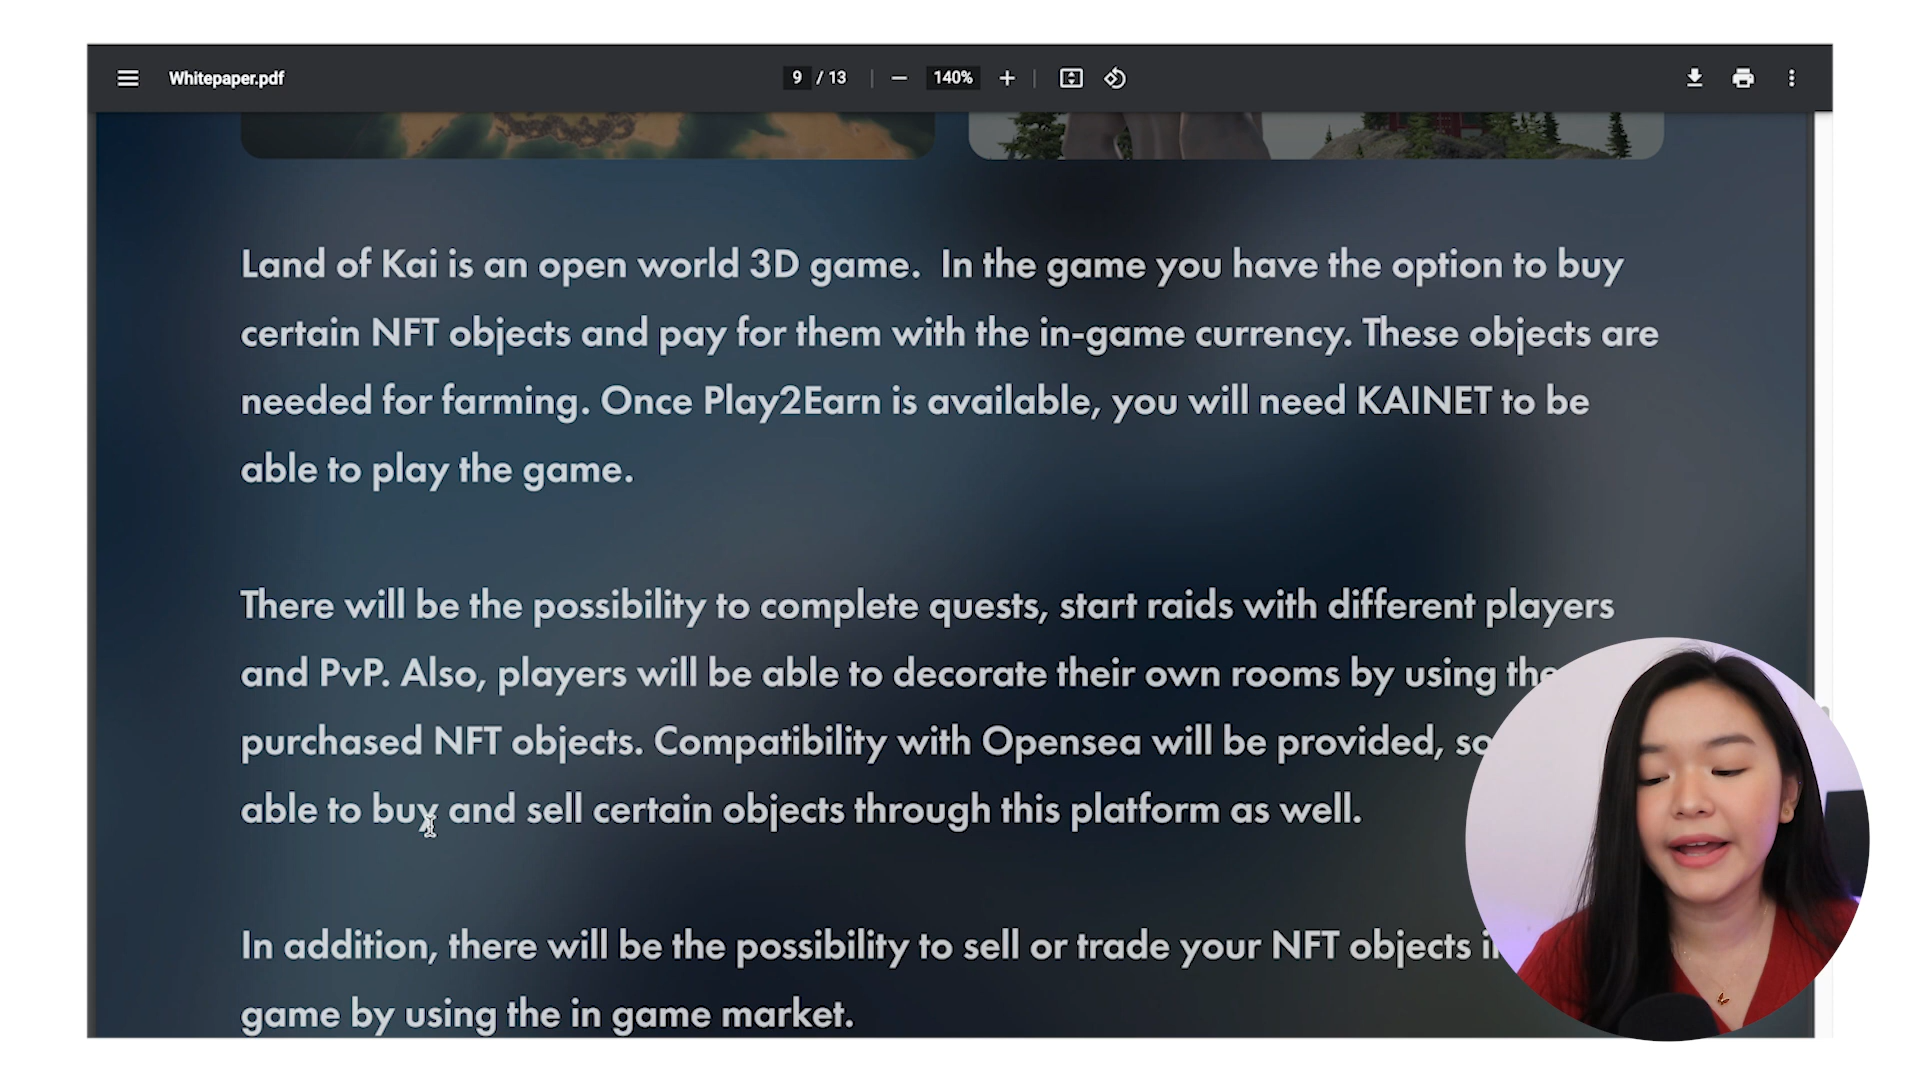 Whitepaper.pdf
9 / 13
140%
Land of Kai is an open world 3D game. In the game you have the option to buy
certain NFT objects and pay for them with the in-game currency. These objects are
needed for farming. Once Play2Earn is available, you will need KAINET to be
able to play the game.
There will be the possibility to complete quests, start raids with different players
and PvP. Also, players will be able to decorate their own rooms by using the
purchased NFT objects. Compatibility with Opensea will be provided, so
able to buy and sell certain objects through this platform as well.
In addition, there will be the possibility to sell or trade your NFT objects
game by using the in game market.